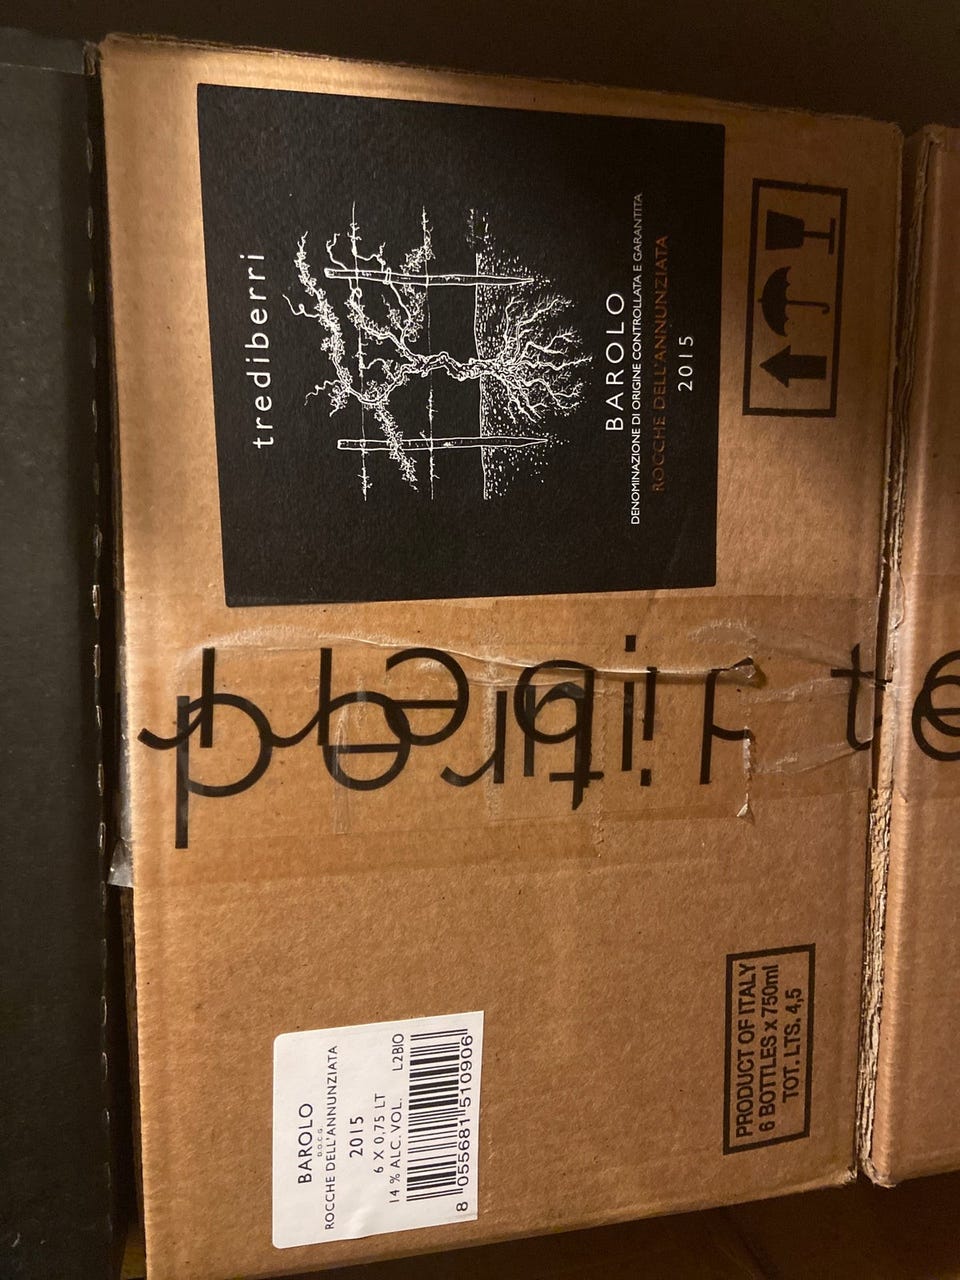 trediberri
BAROLO
DENOMINAZIONE DI ORIGINE CONTROLLATA E GARANTITA
ROCCHE DELL'ANNUNZIATA
2015
PRODUCT OF ITALY
6 BOTTLES x 750ml
TOT. LTS. 4,5
BAROLO
D.O.C.G.
ROCCHE DELL'ANNUNZIATA
2015
6 X 0,75 LT
14 % ALC. VOL. L2BIO
8 055681 510906